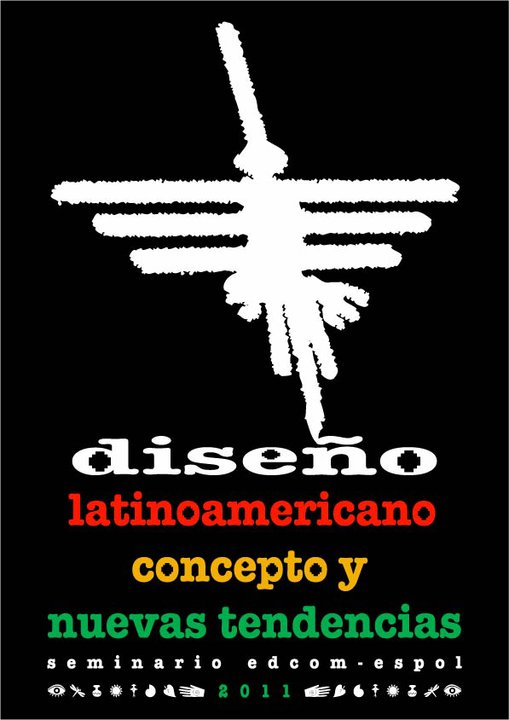 diseño
latinoamericano
concepto y
nuevas tendencias
seminario edcom-espol
2011